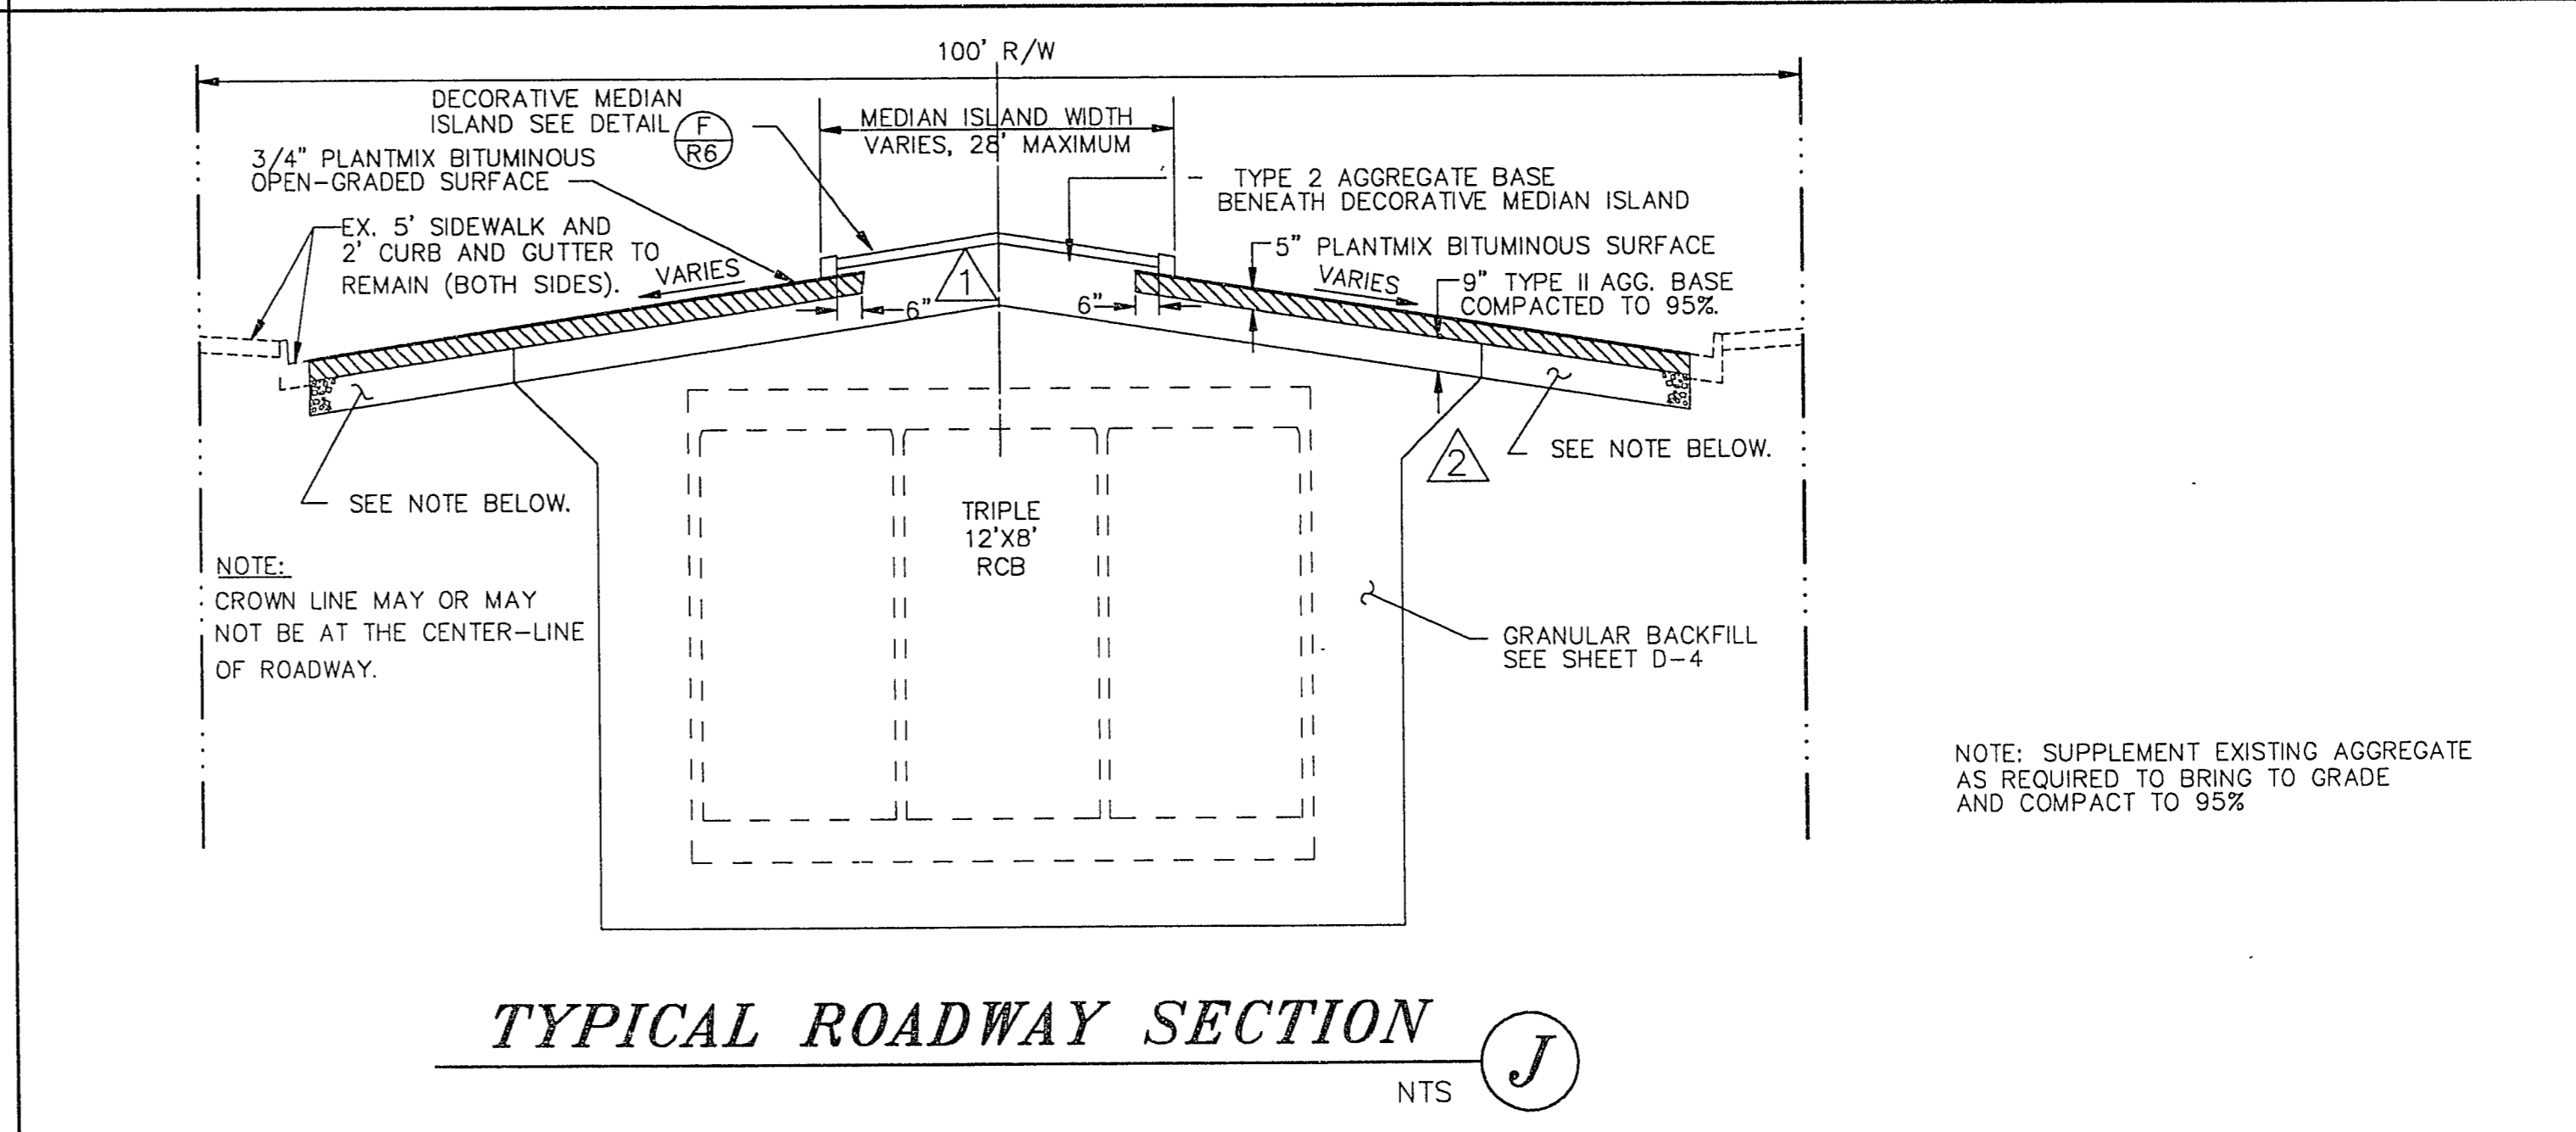 100' R/W
DECORATIVE MEDIAN
ISLAND SEE DETAIL
F
R6
MEDIAN ISLAND WIDTH
VARIES, 28' MAXIMUM
3/4" PLANTMIX BITUMINOUS
OPEN-GRADED SURFACE
TYPE 2 AGGREGATE BASE
BENEATH DECORATIVE MEDIAN ISLAND
EX. 5' SIDEWALK AND
2' CURB AND GUTTER TO
REMAIN (BOTH SIDES).
VARIES
5" PLANTMIX BITUMINOUS SURFACE
VARIES
9" TYPE II AGG. BASE
COMPACTED TO 95%.
1
6"
6"
2
SEE NOTE BELOW.
SEE NOTE BELOW.
TRIPLE
12'X8'
RCB
NOTE:
CROWN LINE MAY OR MAY
NOT BE AT THE CENTER-LINE
OF ROADWAY.
GRANULAR BACKFILL
SEE SHEET D-4
NOTE: SUPPLEMENT EXISTING AGGREGATE
AS REQUIRED TO BRING TO GRADE
AND COMPACT TO 95%
TYPICAL ROADWAY SECTION
J
NTS